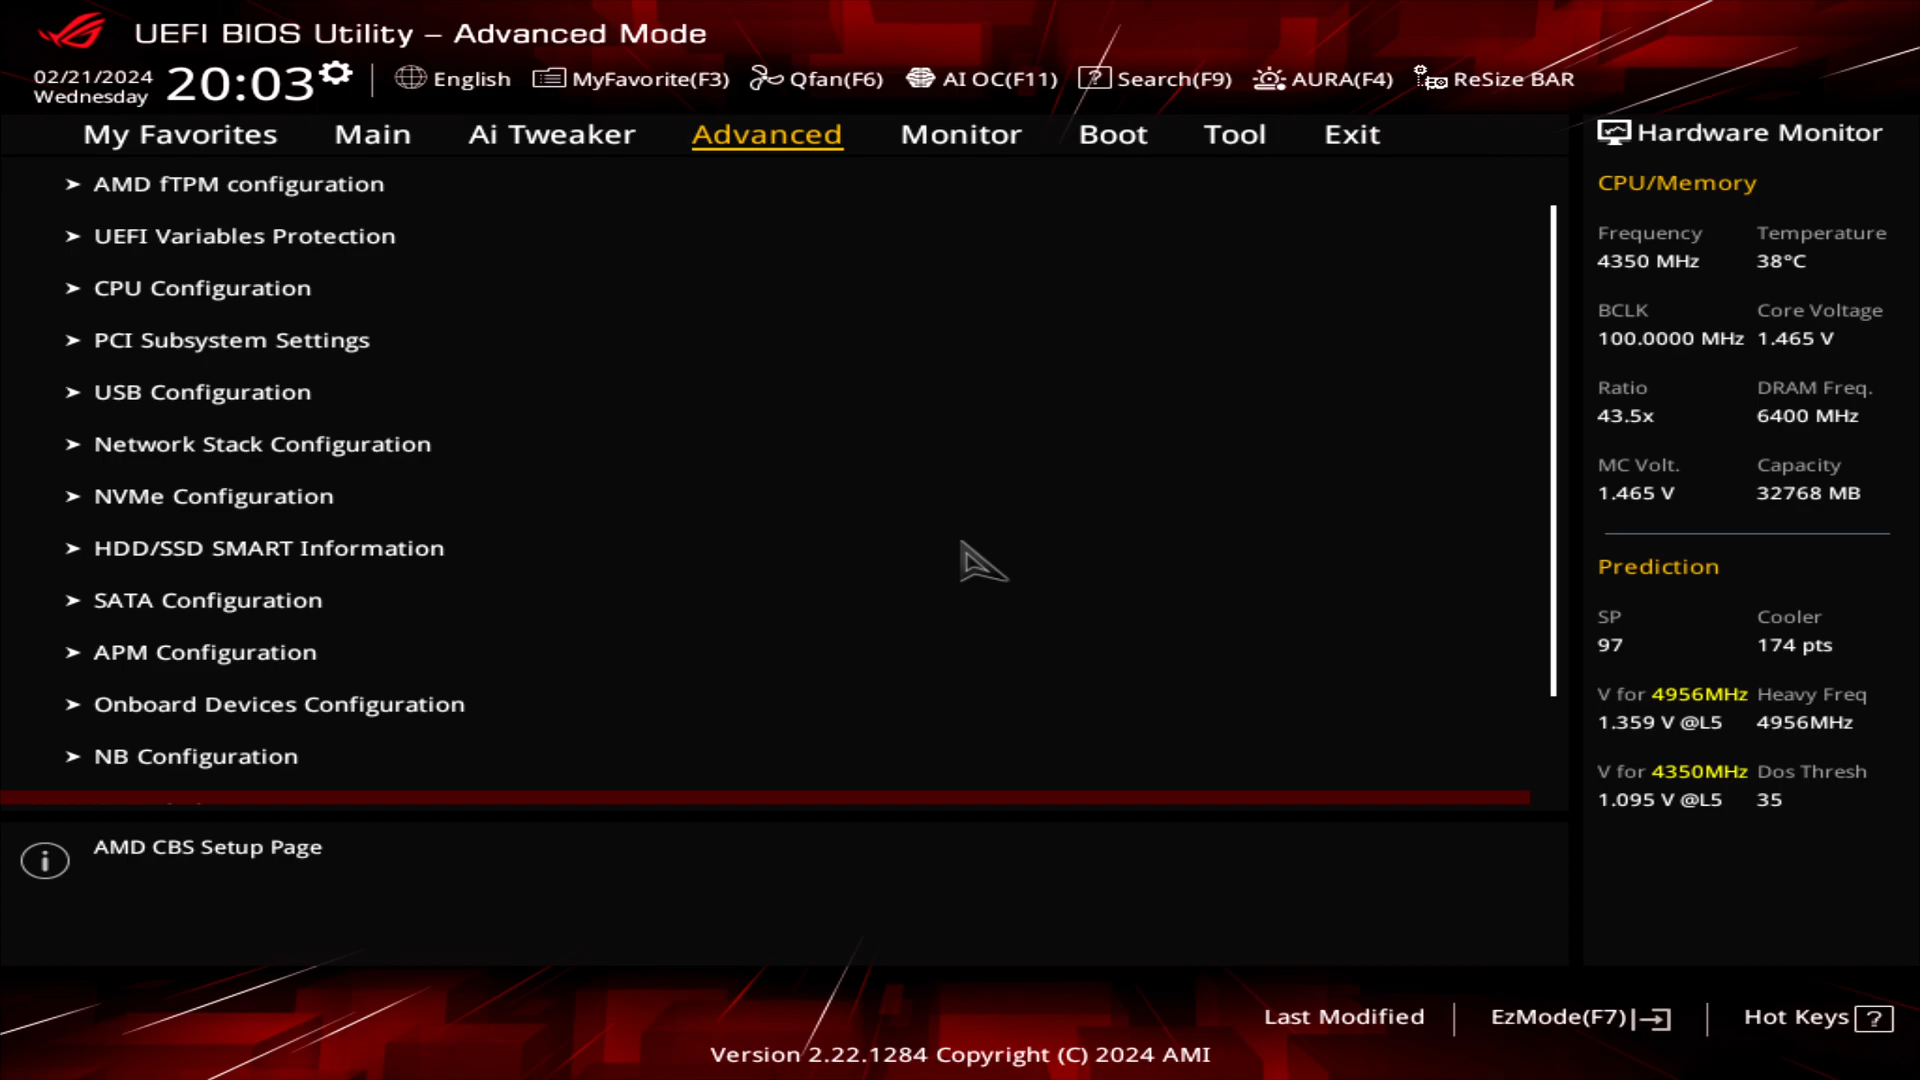 UEFI BIOS Utility – Advanced Mode
02/21/2024
Wednesday
20:03
English
MyFavorite(F3)
Qfan(F6)
AI OC(F11)
Search(F9)
AURA(F4)
ReSize BAR
My Favorites
Main
Ai Tweaker
Advanced
Monitor
Boot
Tool
Exit
AMD fTPM configuration
UEFI Variables Protection
CPU Configuration
PCI Subsystem Settings
USB Configuration
Network Stack Configuration
NVMe Configuration
HDD/SSD SMART Information
SATA Configuration
APM Configuration
Onboard Devices Configuration
NB Configuration
AMD CBS Setup Page
Hardware Monitor
CPU/Memory
Frequency Temperature
4350 MHz 38°C
BCLK Core Voltage
100.0000 MHz 1.465 V
Ratio DRAM Freq.
43.5x 6400 MHz
MC Volt. Capacity
1.465 V 32768 MB
Prediction
SP Cooler
97 174 pts
V for 4956MHz Heavy Freq
1.359 V @L5 4956MHz
V for 4350MHz Dos Thresh
1.095 V @L5 35
Last Modified
EzMode(F7)
Hot Keys ?
Version 2.22.1284 Copyright (C) 2024 AMI